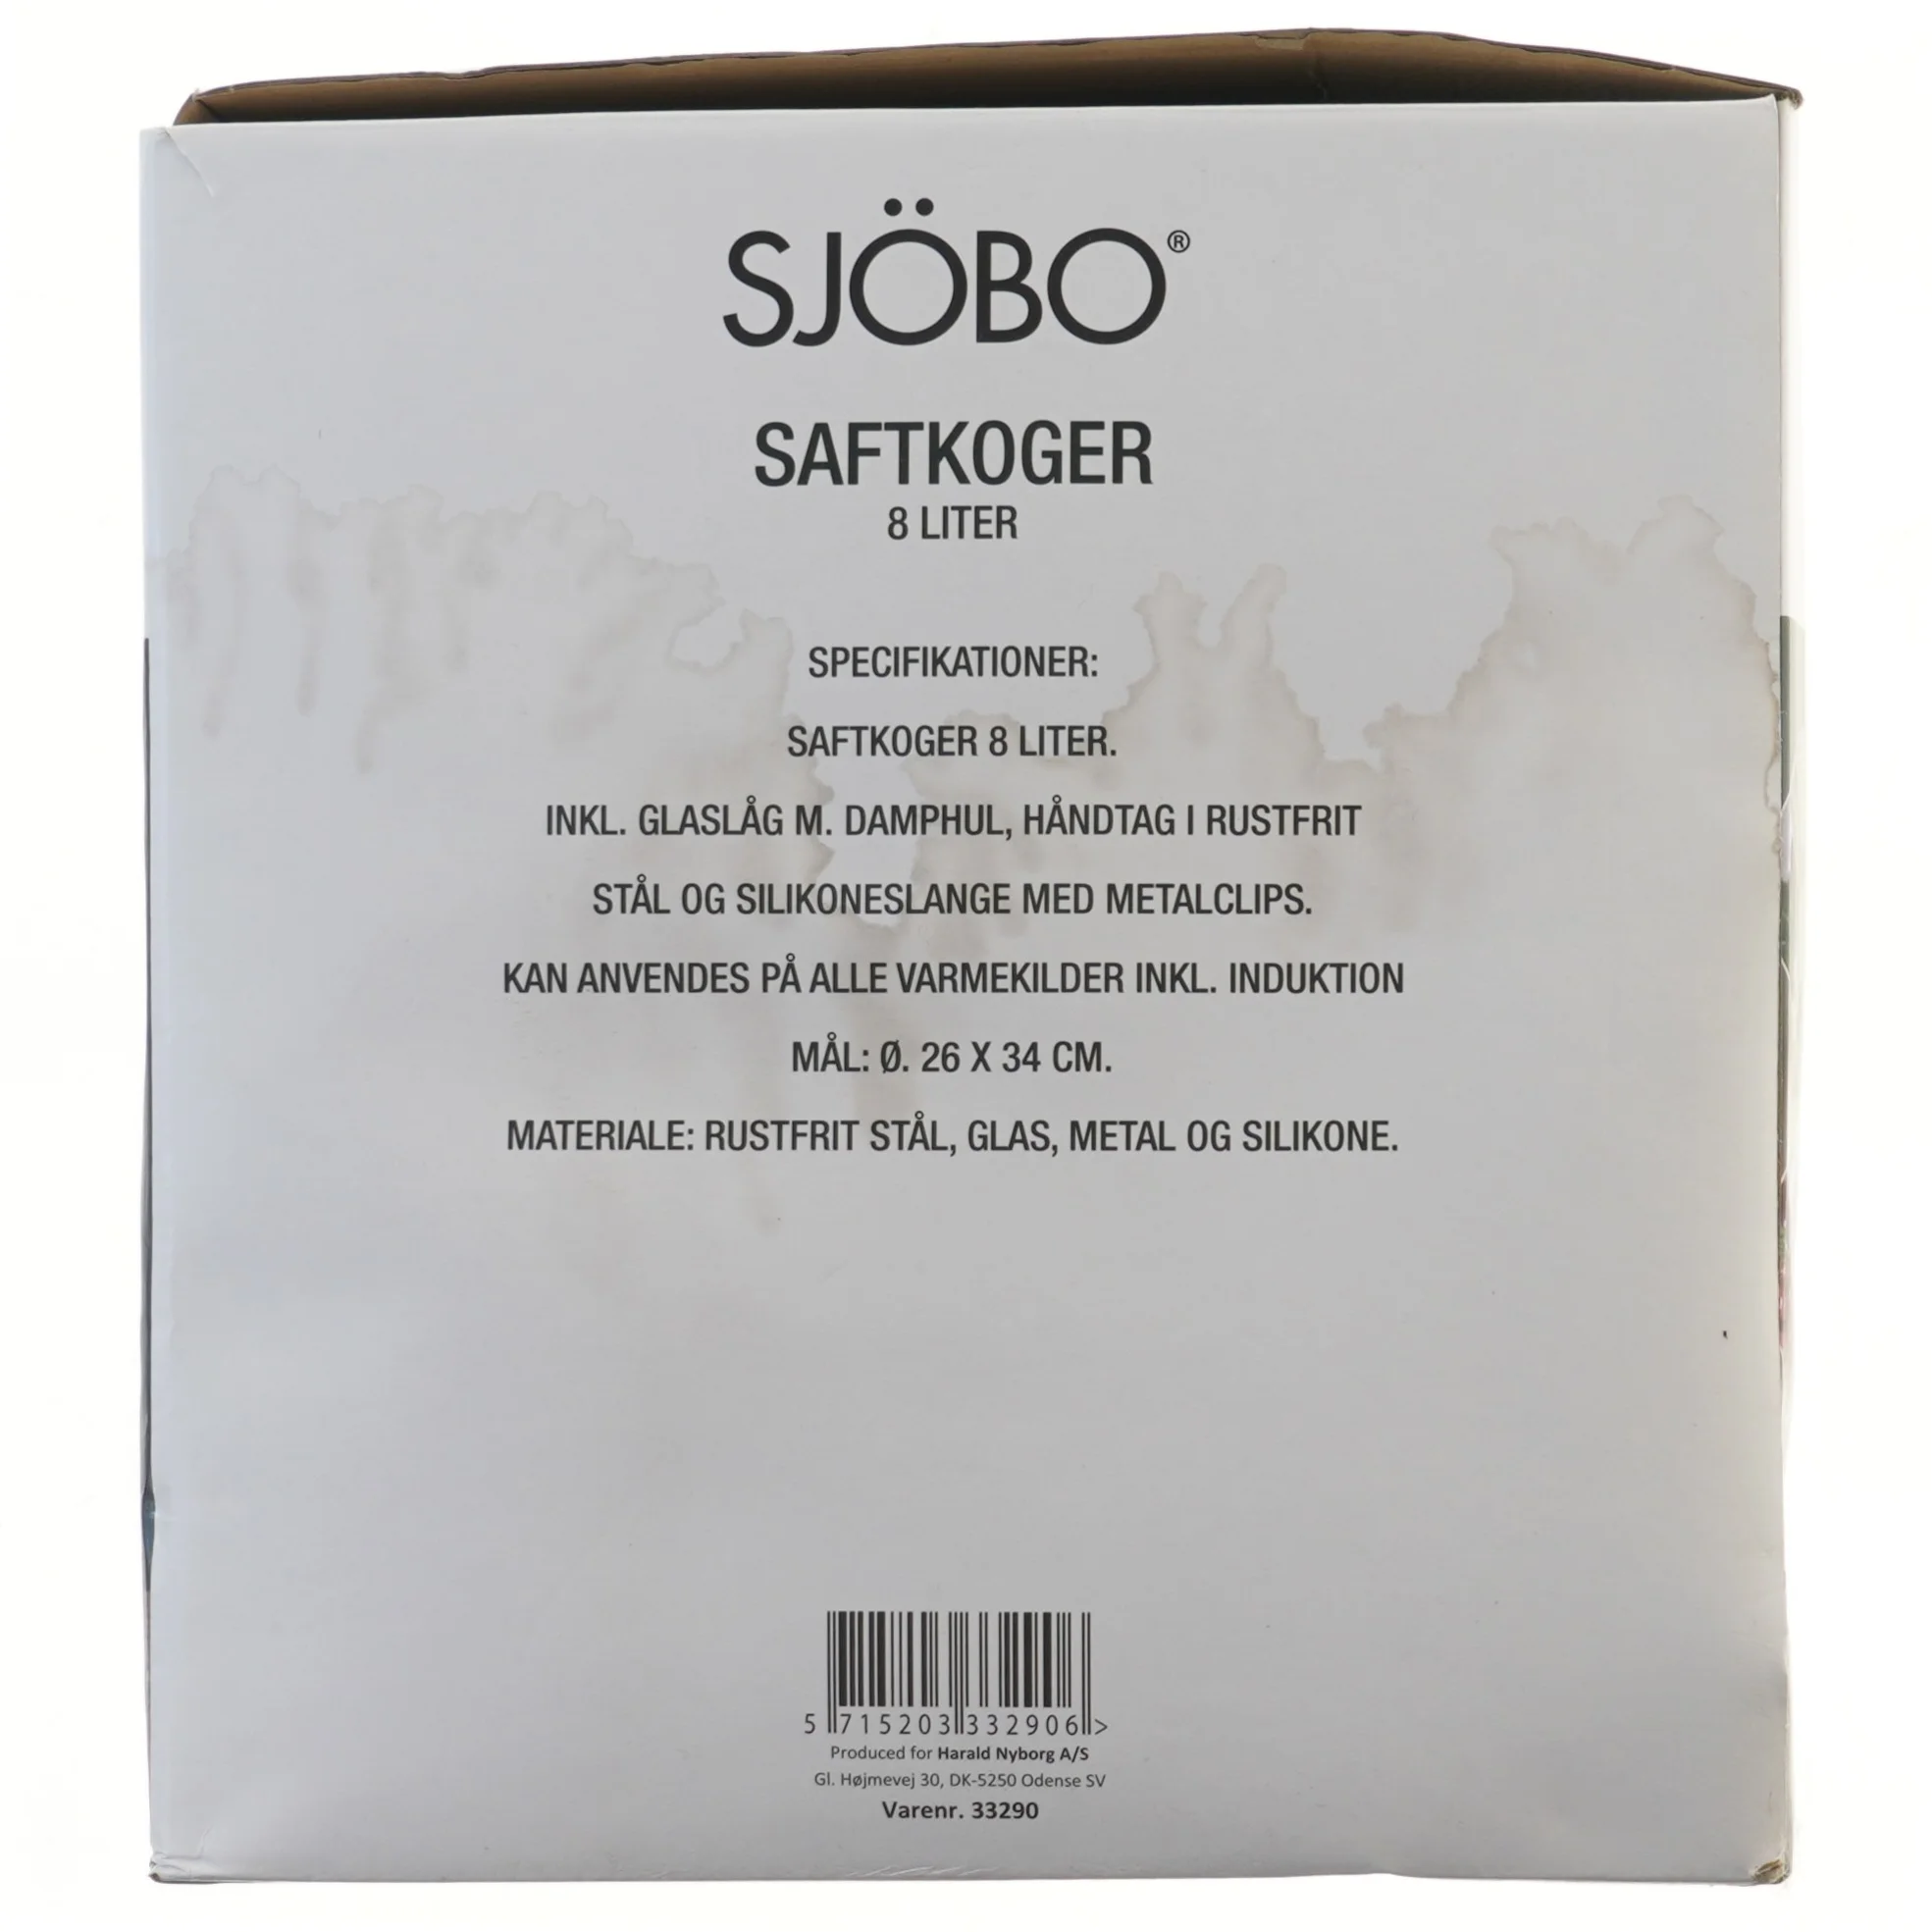 SJÖBO®
SAFTKOGER
8 LITER
SPECIFIKATIONER:
SAFTKOGER 8 LITER.
INKL. GLASLÅG M. DAMPHUL, HÅNDTAG I RUSTFRIT
STÅL OG SILIKONESLANGE MED METALCLIPS.
KAN ANVENDES PÅ ALLE VARMEKILDER INKL. INDUKTION
MÅL: Ø. 26 X 34 CM.
MATERIALE: RUSTFRIT STÅL, GLAS, METAL OG SILIKONE.
5 715203 332906 >
Produced for Harald Nyborg A/S
Gl. Højmevej 30, DK-5250 Odense SV
Varenr. 33290